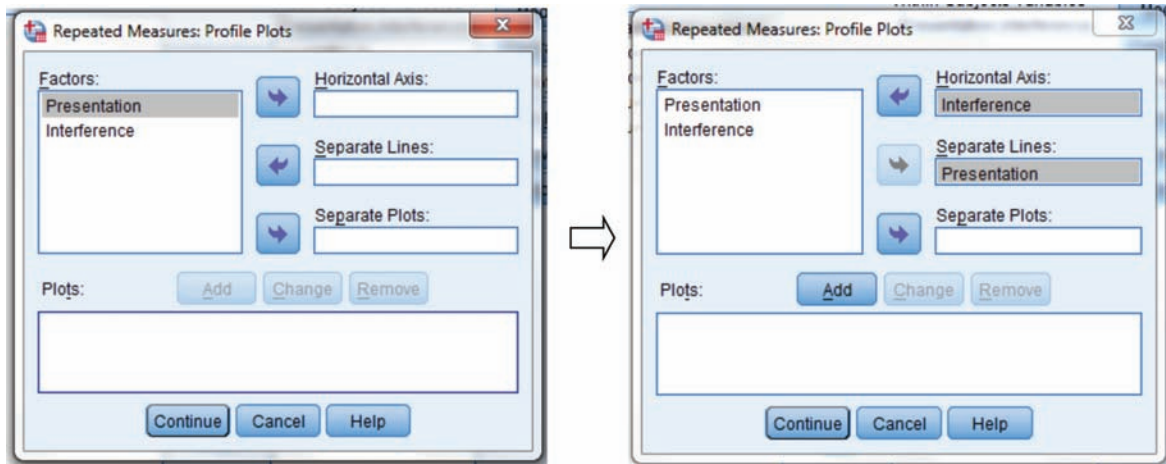 Repeated Measures: Profile Plots
Factors:
Presentation
Interference
Horizontal Axis:
Separate Lines:
Separate Plots:
Plots:
Add
Change
Remove
Continue
Cancel
Help
Repeated Measures: Profile Plots
Factors:
Presentation
Interference
Horizontal Axis:
Interference
Separate Lines:
Presentation
Separate Plots:
Plots:
Add
Change
Remove
Continue
Cancel
Help